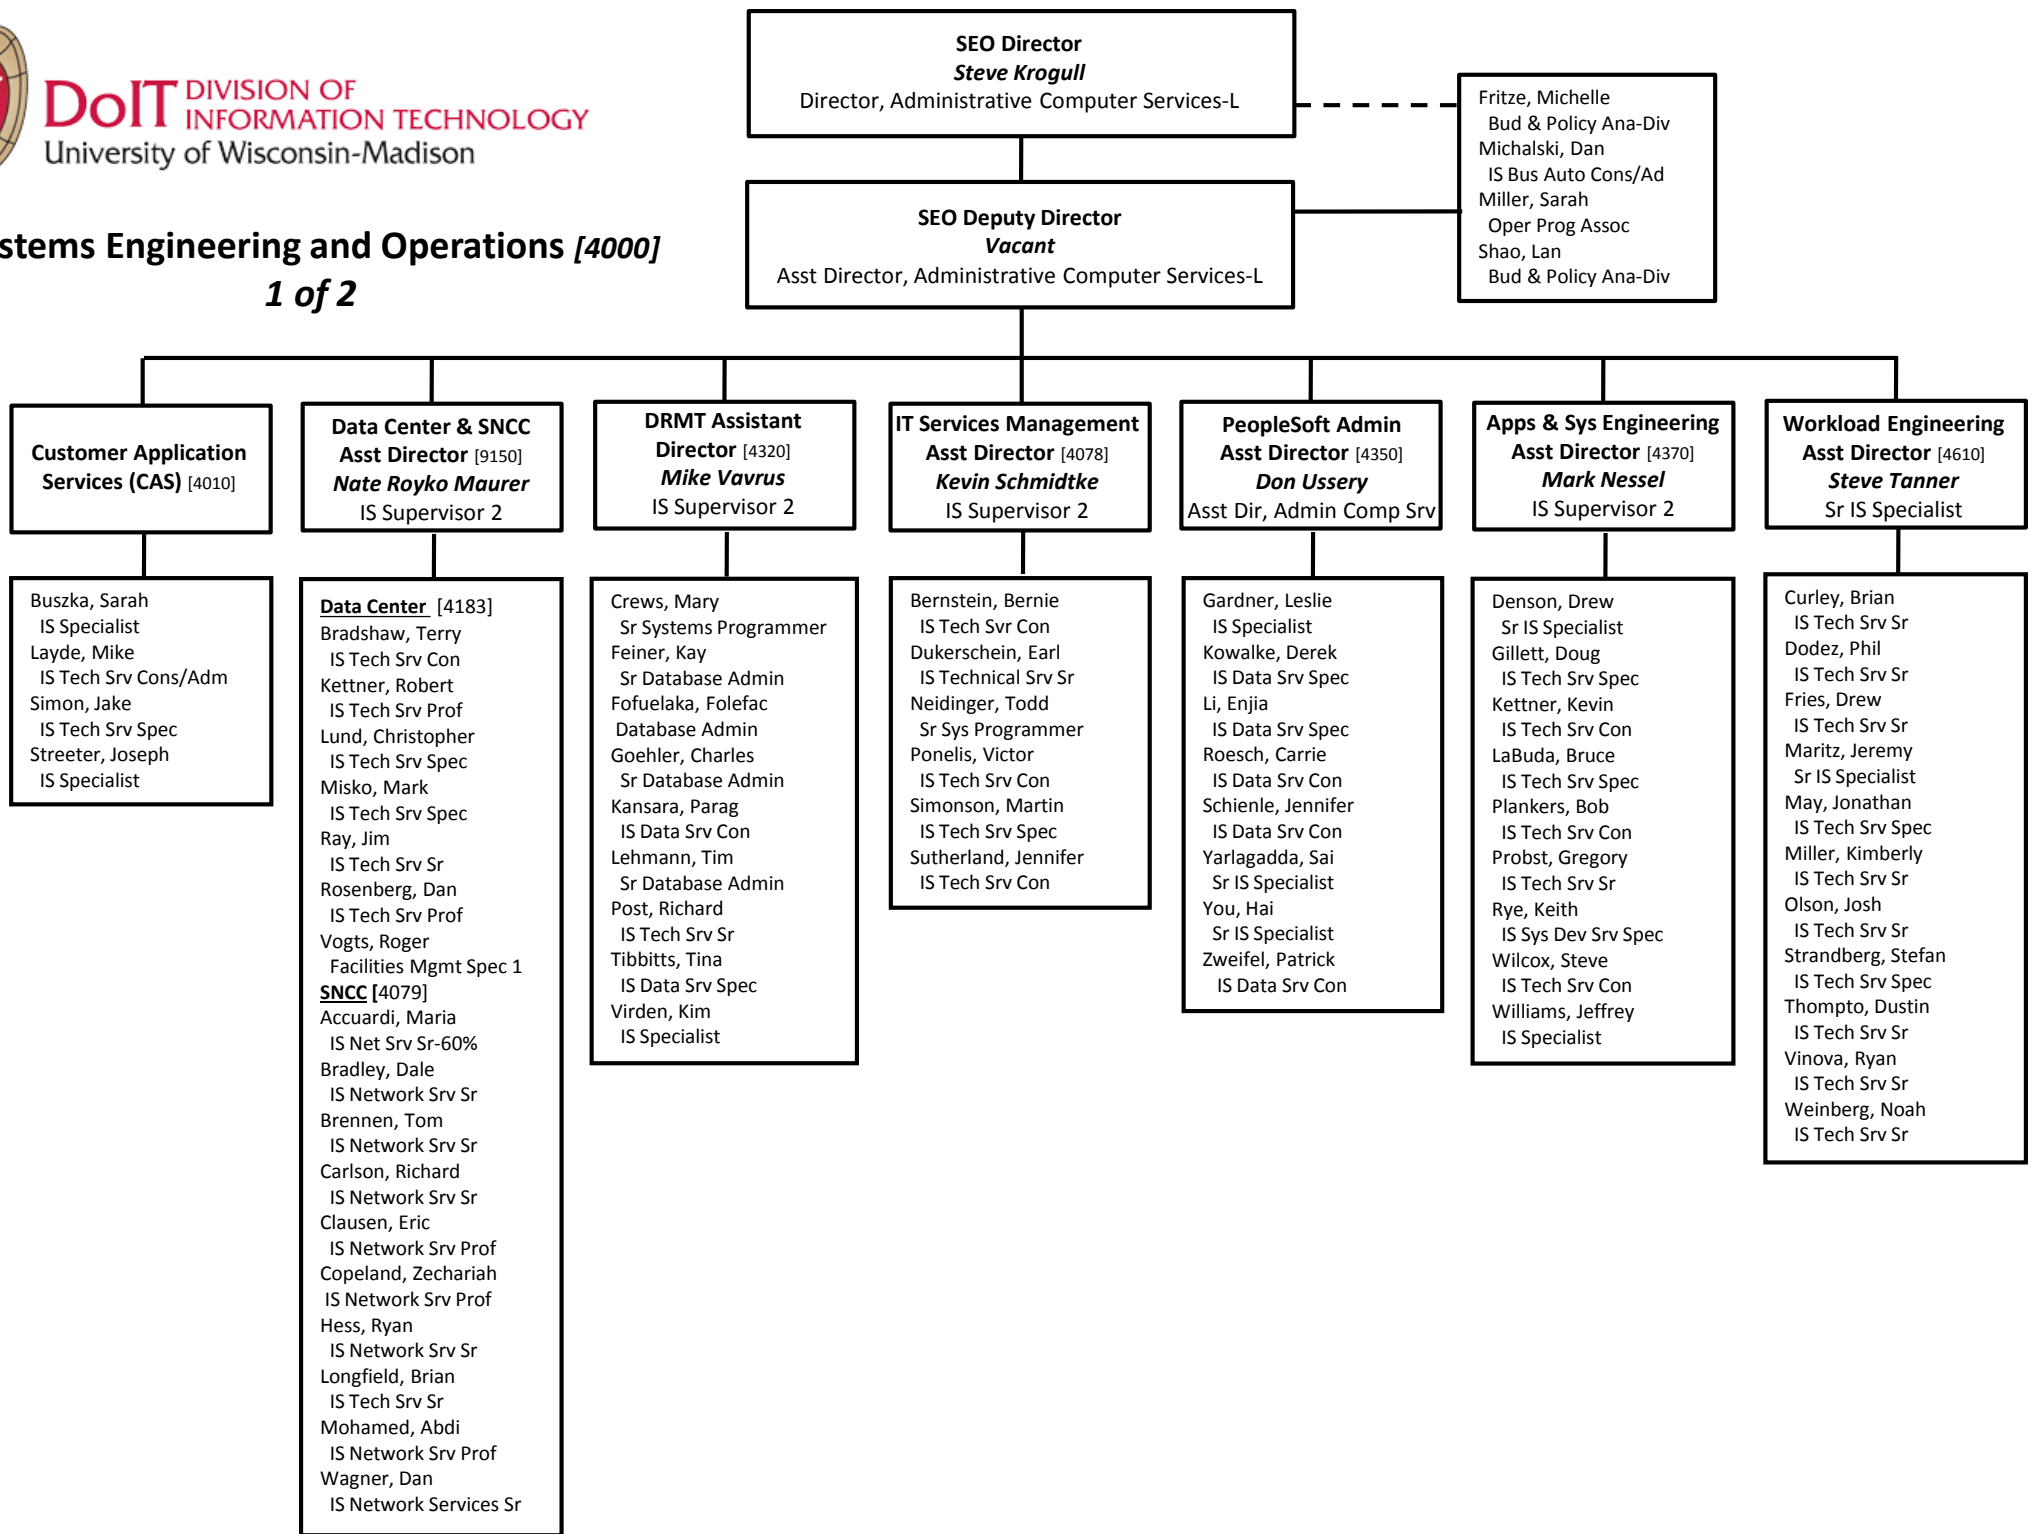 DoIT DIVISION OF
INFORMATION TECHNOLOGY
University of Wisconsin-Madison
stems Engineering and Operations [4000]
1 of 2
SEO Director
Steve Krogull
Director, Administrative Computer Services-L
SEO Deputy Director
Vacant
Asst Director, Administrative Computer Services-L
Fritze, Michelle
Bud & Policy Ana-Div
Michalski, Dan
IS Bus Auto Cons/Ad
Miller, Sarah
Oper Prog Assoc
Shao, Lan
Bud & Policy Ana-Div
Customer Application
Services (CAS) [4010]
Buszka, Sarah
IS Specialist
Layde, Mike
IS Tech Srv Cons/Adm
Simon, Jake
IS Tech Srv Spec
Streeter, Joseph
IS Specialist
Data Center & SNCC
Asst Director [9150]
Nate Royko Maurer
IS Supervisor 2
Data Center [4183]
Bradshaw, Terry
IS Tech Srv Con
Kettner, Robert
IS Tech Srv Prof
Lund, Christopher
IS Tech Srv Spec
Misko, Mark
IS Tech Srv Spec
Ray, Jim
IS Tech Srv Sr
Rosenberg, Dan
IS Tech Srv Prof
Vogts, Roger
Facilities Mgmt Spec 1
SNCC [4079]
Accuardi, Maria
IS Net Srv Sr-60%
Bradley, Dale
IS Network Srv Sr
Brennen, Tom
IS Network Srv Sr
Carlson, Richard
IS Network Srv Sr
Clausen, Eric
IS Network Srv Prof
Copeland, Zechariah
IS Network Srv Prof
Hess, Ryan
IS Network Srv Sr
Longfield, Brian
IS Tech Srv Sr
Mohamed, Abdi
IS Network Srv Prof
Wagner, Dan
IS Network Services Sr
DRMT Assistant
Director [4320]
Mike Vavrus
IS Supervisor 2
Crews, Mary
Sr Systems Programmer
Feiner, Kay
Sr Database Admin
Fofuelaka, Folefac
Database Admin
Goehler, Charles
Sr Database Admin
Kansara, Parag
IS Data Srv Con
Lehmann, Tim
Sr Database Admin
Post, Richard
IS Tech Srv Sr
Tibbitts, Tina
IS Data Srv Spec
Virden, Kim
IS Specialist
IT Services Management
Asst Director [4078]
Kevin Schmidtke
IS Supervisor 2
Bernstein, Bernie
IS Tech Svr Con
Dukerschein, Earl
IS Technical Srv Sr
Neidinger, Todd
Sr Sys Programmer
Ponelis, Victor
IS Tech Srv Con
Simonson, Martin
IS Tech Srv Spec
Sutherland, Jennifer
IS Tech Srv Con
PeopleSoft Admin
Asst Director [4350]
Don Ussery
Asst Dir, Admin Comp Srv
Gardner, Leslie
IS Specialist
Kowalke, Derek
IS Data Srv Spec
Li, Enjia
IS Data Srv Spec
Roesch, Carrie
IS Data Srv Con
Schienle, Jennifer
IS Data Srv Con
Yarlagadda, Sai
Sr IS Specialist
You, Hai
Sr IS Specialist
Zweifel, Patrick
IS Data Srv Con
Apps & Sys Engineering
Asst Director [4370]
Mark Nessel
IS Supervisor 2
Denson, Drew
Sr IS Specialist
Gillett, Doug
IS Tech Srv Spec
Kettner, Kevin
IS Tech Srv Con
LaBuda, Bruce
IS Tech Srv Spec
Plankers, Bob
IS Tech Srv Con
Probst, Gregory
IS Tech Srv Sr
Rye, Keith
IS Sys Dev Srv Spec
Wilcox, Steve
IS Tech Srv Con
Williams, Jeffrey
IS Specialist
Workload Engineering
Asst Director [4610]
Steve Tanner
Sr IS Specialist
Curley, Brian
IS Tech Srv Sr
Dodez, Phil
IS Tech Srv Sr
Fries, Drew
IS Tech Srv Sr
Maritz, Jeremy
Sr IS Specialist
May, Jonathan
IS Tech Srv Spec
Miller, Kimberly
IS Tech Srv Sr
Olson, Josh
IS Tech Srv Sr
Strandberg, Stefan
IS Tech Srv Spec
Thompto, Dustin
IS Tech Srv Sr
Vinova, Ryan
IS Tech Srv Sr
Weinberg, Noah
IS Tech Srv Sr